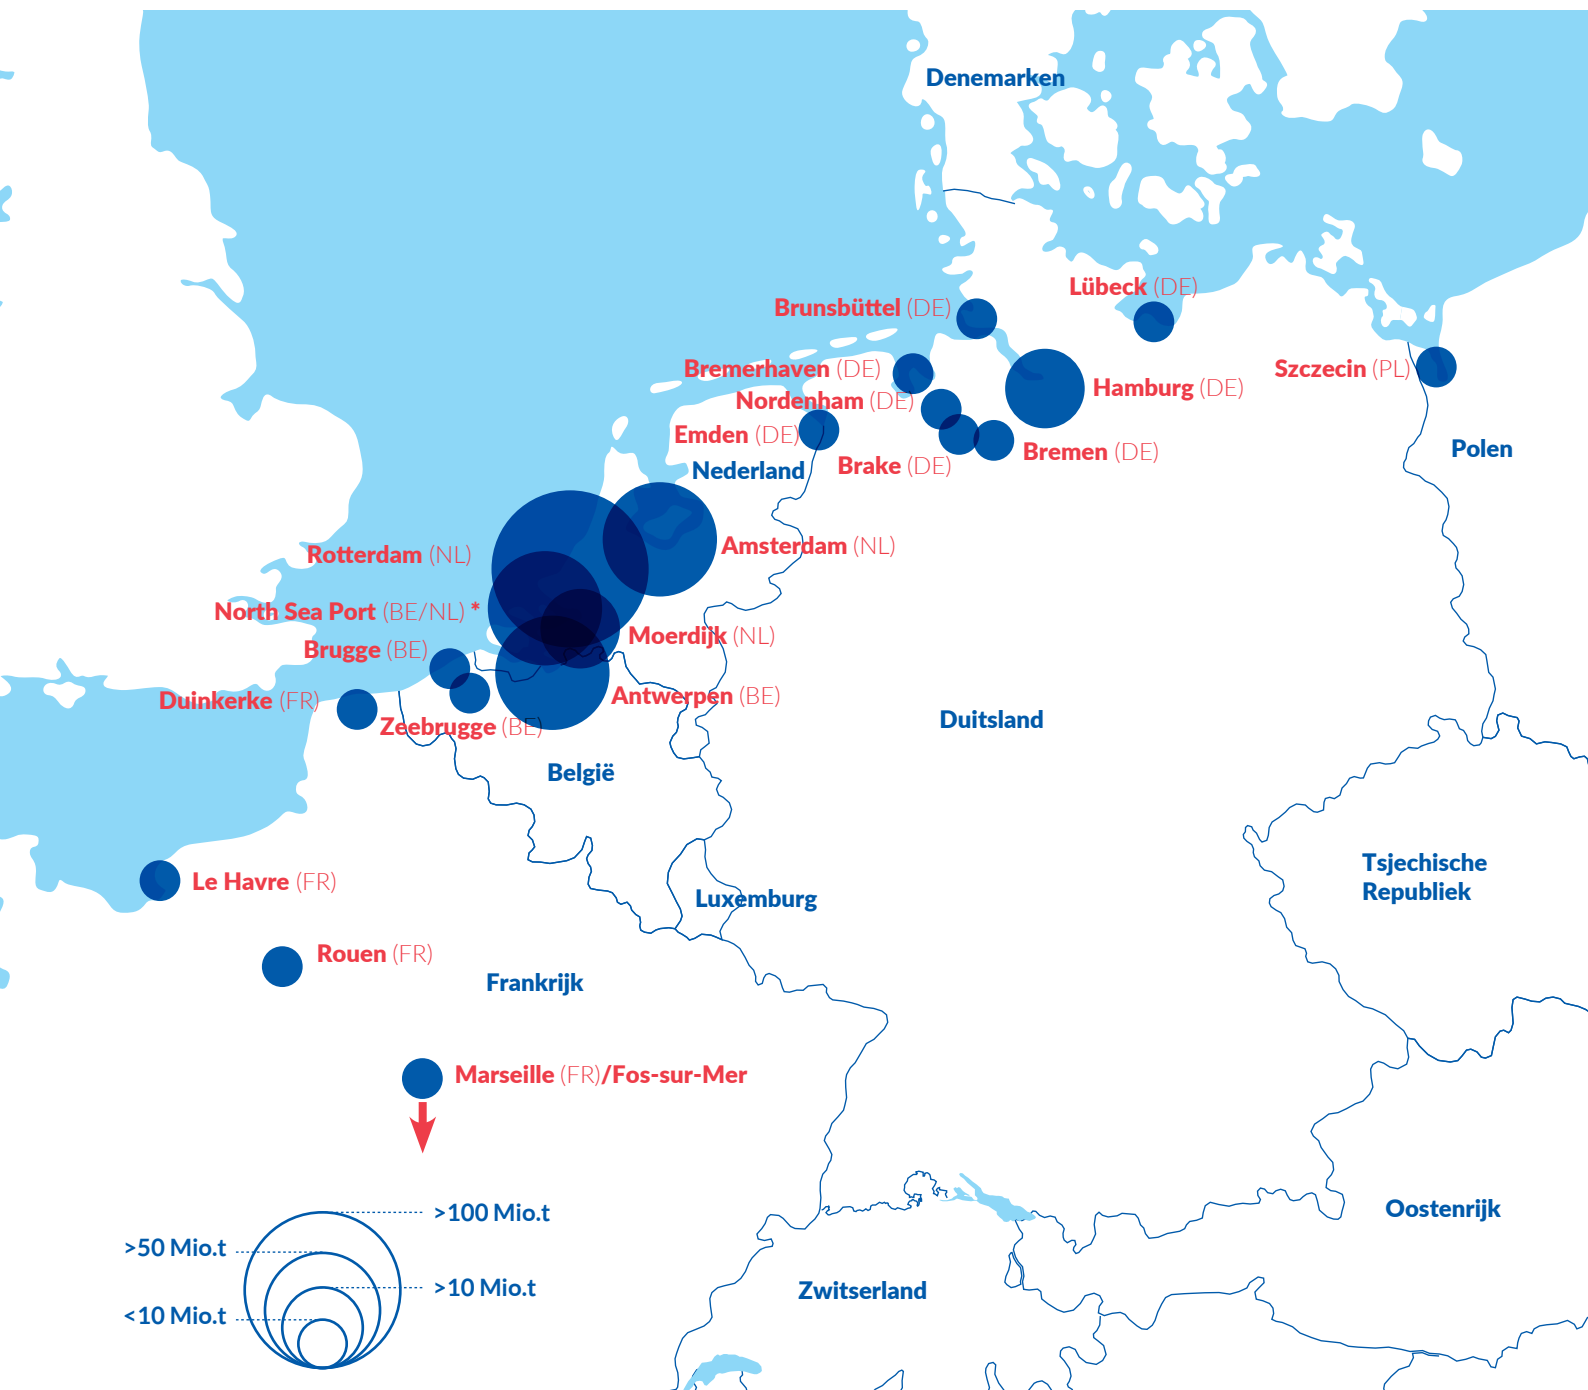 Denemarken
Lübeck (DE)
Brunsbüttel (DE)
Bremerhaven (DE)
Szczecin (PL)
Hamburg (DE)
Nordenham (DE)
Emden (DE)
Polen
Bremen (DE)
Brake (DE)
Nederland
Amsterdam (NL)
Rotterdam (NL)
North Sea Port (BE/NL) *
Moerdijk (NL)
Brugge (BE)
Antwerpen (BE)
Duinkerke (FR)
Duitsland
Zeebrugge (BE)
België
Tsjechische
Republiek
Le Havre (FR)
Luxemburg
Rouen (FR)
Frankrijk
Marseille (FR)/Fos-sur-Mer
Oostenrijk
>100 Mio.t
>50 Mio.t
>10 Mio.t
Zwitserland
<10 Mio.t